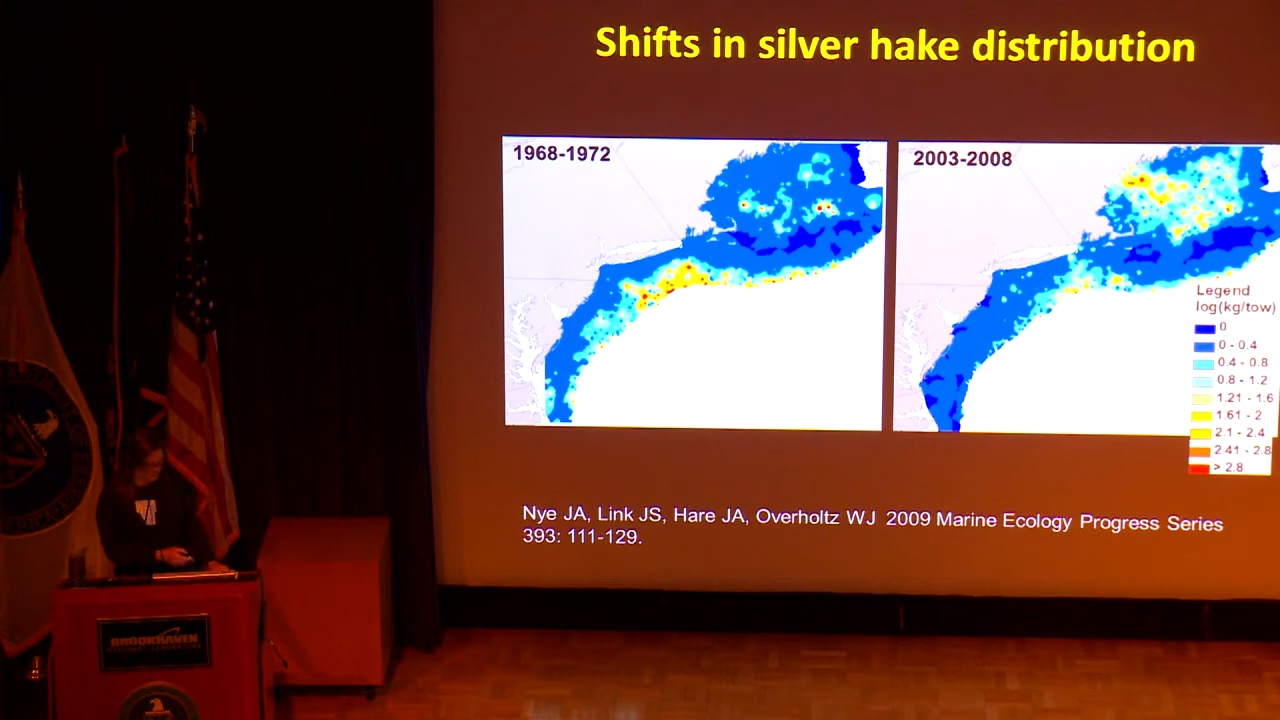 Shifts in silver hake distribution
1968-1972
2003-2008
Legend
log(kg/tow)
0
0 - 0.4
0.4 - 0.8
0.8 - 1.2
1.21 - 1.6
1.61 - 2
2.1 - 2.4
2.41 - 2.8
> 2.8
Nye JA, Link JS, Hare JA, Overholtz WJ 2009 Marine Ecology Progress Series
393: 111-129.
BROOKHAVEN